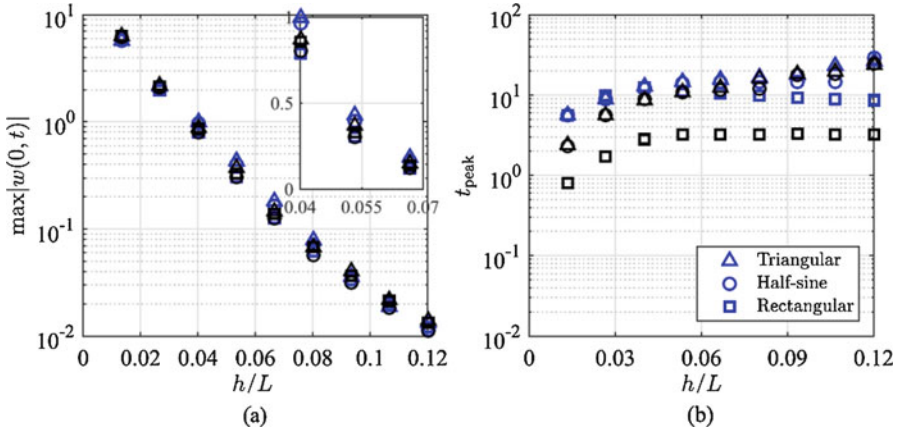 max|w(0, t)|
10^1
10^0
10^-1
10^-2
0 0.02 0.04 0.06 0.08 0.1 0.12
h/L
1
0.5
0
0.04 0.055 0.07
(a)
t_peak
10^2
10^1
10^0
10^-1
10^-2
0 0.03 0.06 0.09 0.12
h/L
Triangular
Half-sine
Rectangular
(b)